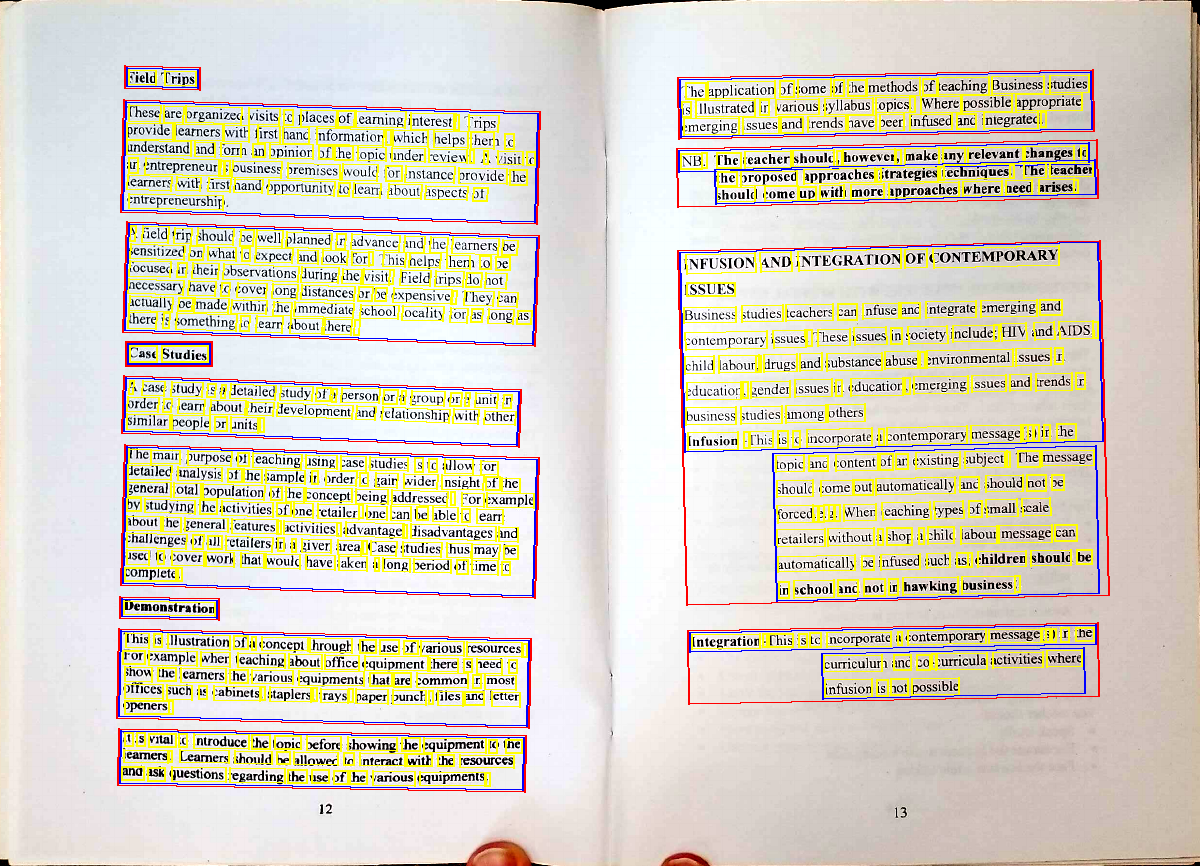 Field Trips
These are organized visits to places of learning interest. Trips
provide learners with first hand information, which helps them to
understand and form an opinion of the topic under review. A visit to
an entrepreneur's business premises would for instance provide the
learners with first hand opportunity to learn about aspects of
entrepreneurship.
A field trip should be well planned in advance and the learners be
sensitized on what to expect and look for. This helps them to be
focused in their observations during the visit. Field trips do not
necessary have to cover long distances or be expensive. They can
actually be made within the immediate school locality for as long as
there is something to learn about there.
Case Studies
A case study is a detailed study of a person or a group or a unit in
order to learn about their development and relationship with other
similar people or units.
The main purpose of teaching using case studies is to allow for
detailed analysis of the sample in order to gain wider insight of the
general total population of the concept being addressed. For example
by studying the activities of one retailer one can be able to learn
about the general features, activities, advantage, disadvantages and
challenges of all retailers in a given area. Case studies thus may be
used to cover work that would have taken a long period of time to
complete.
Demonstration
This is illustration of a concept through the use of various resources.
For example when teaching about office equipment there is need to
show the learners the various equipments that are common in most
offices such as cabinets, staplers, trays, paper punch, files and letter
openers.
It is vital to introduce the topic before showing the equipment to the
learners. Learners should be allowed to interact with the resources
and ask questions regarding the use of the various equipments.
12
The application of some of the methods of teaching Business studies
is illustrated in various syllabus topics. Where possible appropriate
emerging issues and trends have been infused and integrated.
NB. The teacher should, however, make any relevant changes to
the proposed approaches strategies techniques. The teacher
should come up with more approaches where need arises.
INFUSION AND INTEGRATION OF CONTEMPORARY
ISSUES
Business studies teachers can infuse and integrate emerging and
contemporary issues. These issues in society include; HIV and AIDS,
child labour, drugs and substance abuse, environmental issues in
education, gender issues in education, emerging issues and trends in
business studies among others
Infusion -This is to incorporate a contemporary message(s) in the
topic and content of an existing subject. The message
should come out automatically and should not be
forced, e.g. When teaching types of small scale
retailers without a shop a child labour message can
automatically be infused such as, children should be
in school and not in hawking business.
Integration -This is to incorporate a contemporary message(s) in the
curriculum and co-curricula activities where
infusion is not possible
13